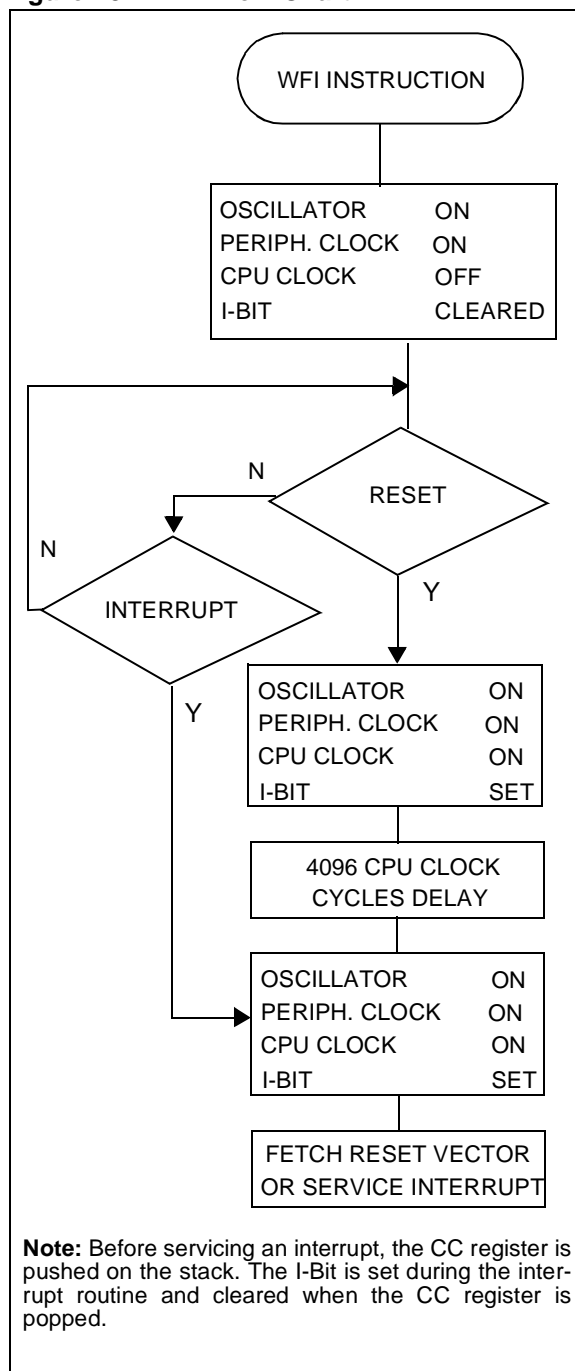 WFI INSTRUCTION
OSCILLATOR ON
PERIPH. CLOCK ON
CPU CLOCK OFF
I-BIT CLEARED
N
RESET
N
INTERRUPT
Y
Y
OSCILLATOR ON
PERIPH. CLOCK ON
CPU CLOCK ON
I-BIT SET
4096 CPU CLOCK
CYCLES DELAY
OSCILLATOR ON
PERIPH. CLOCK ON
CPU CLOCK ON
I-BIT SET
FETCH RESET VECTOR
OR SERVICE INTERRUPT
Note: Before servicing an interrupt, the CC register is
pushed on the stack. The I-Bit is set during the inter-
rupt routine and cleared when the CC register is
popped.